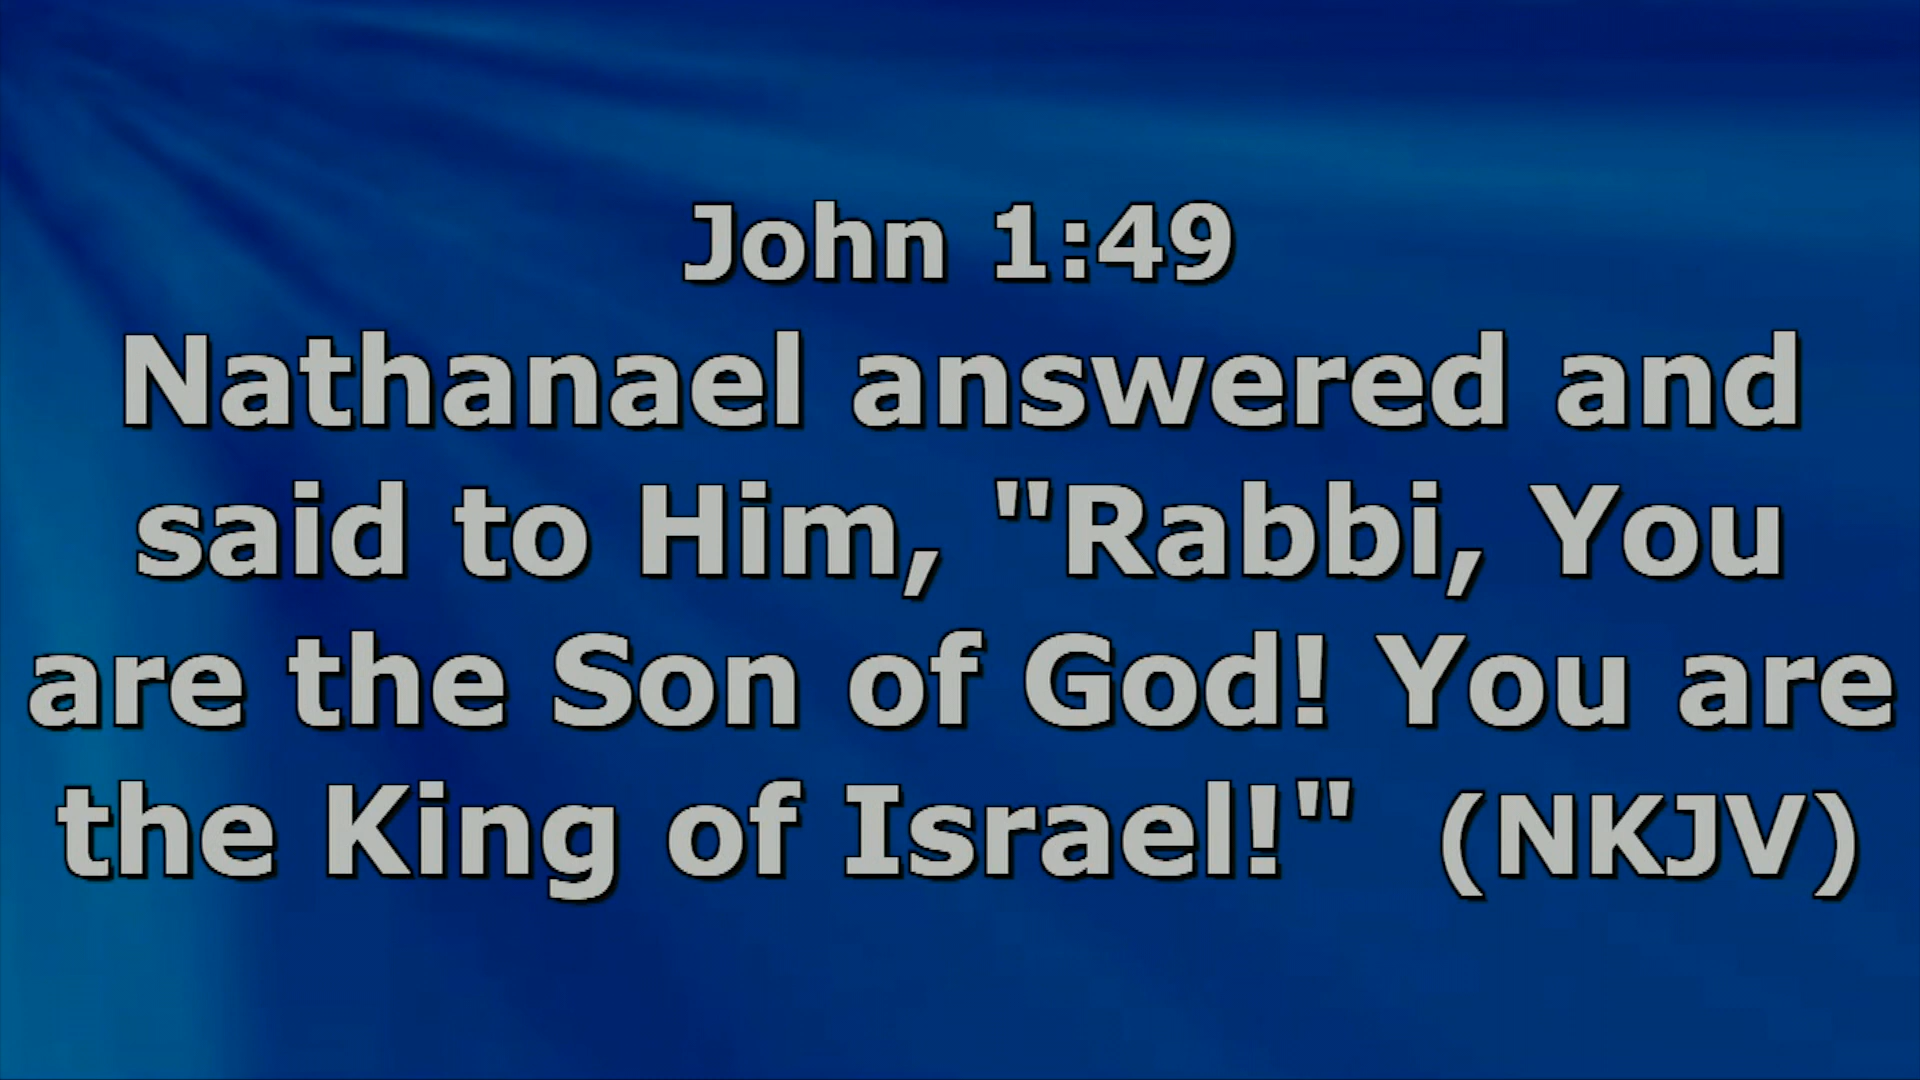 John 1:49
Nathanael answered and
said to Him, "Rabbi, You
are the Son of God! You are
the King of Israel!"  (NKJV)